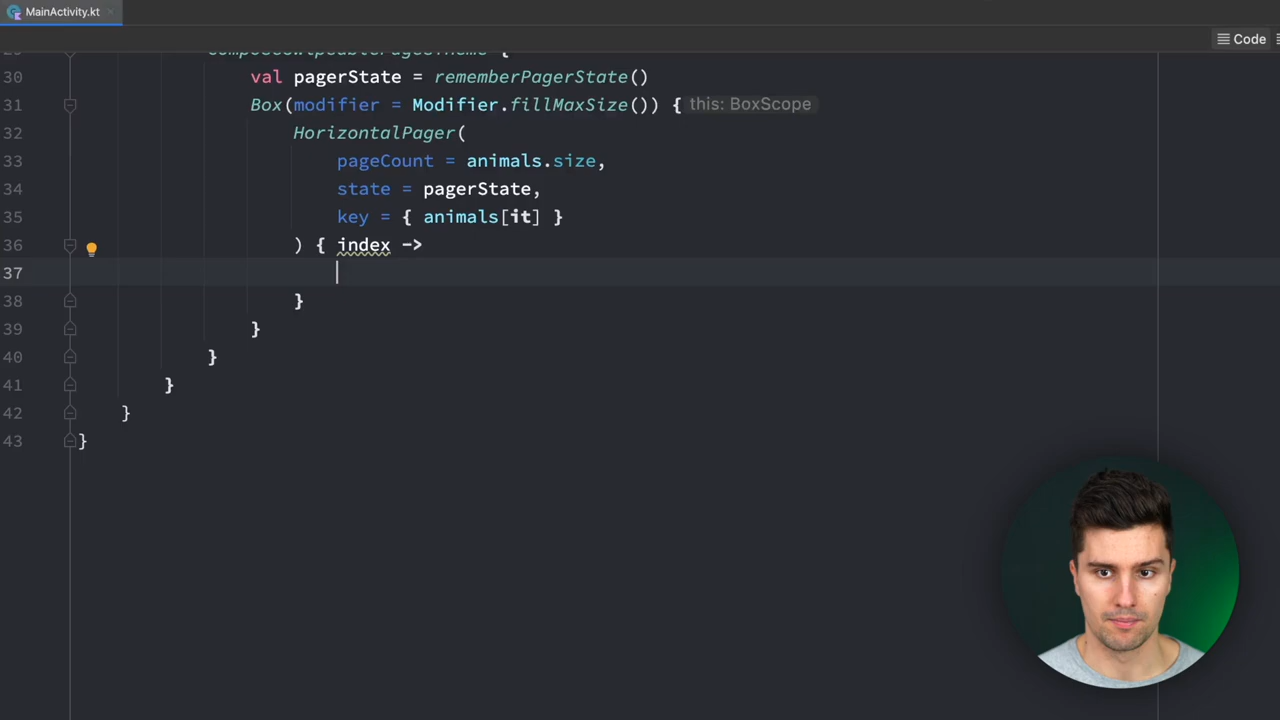 MainActivity.kt
Code
30 val pagerState = rememberPagerState()
31 Box(modifier = Modifier.fillMaxSize()) { this: BoxScope
32 HorizontalPager(
33 pageCount = animals.size,
34 state = pagerState,
35 key = { animals[it] }
36 ) { index ->
37
38 }
39 }
40 }
41 }
42 }
43 }